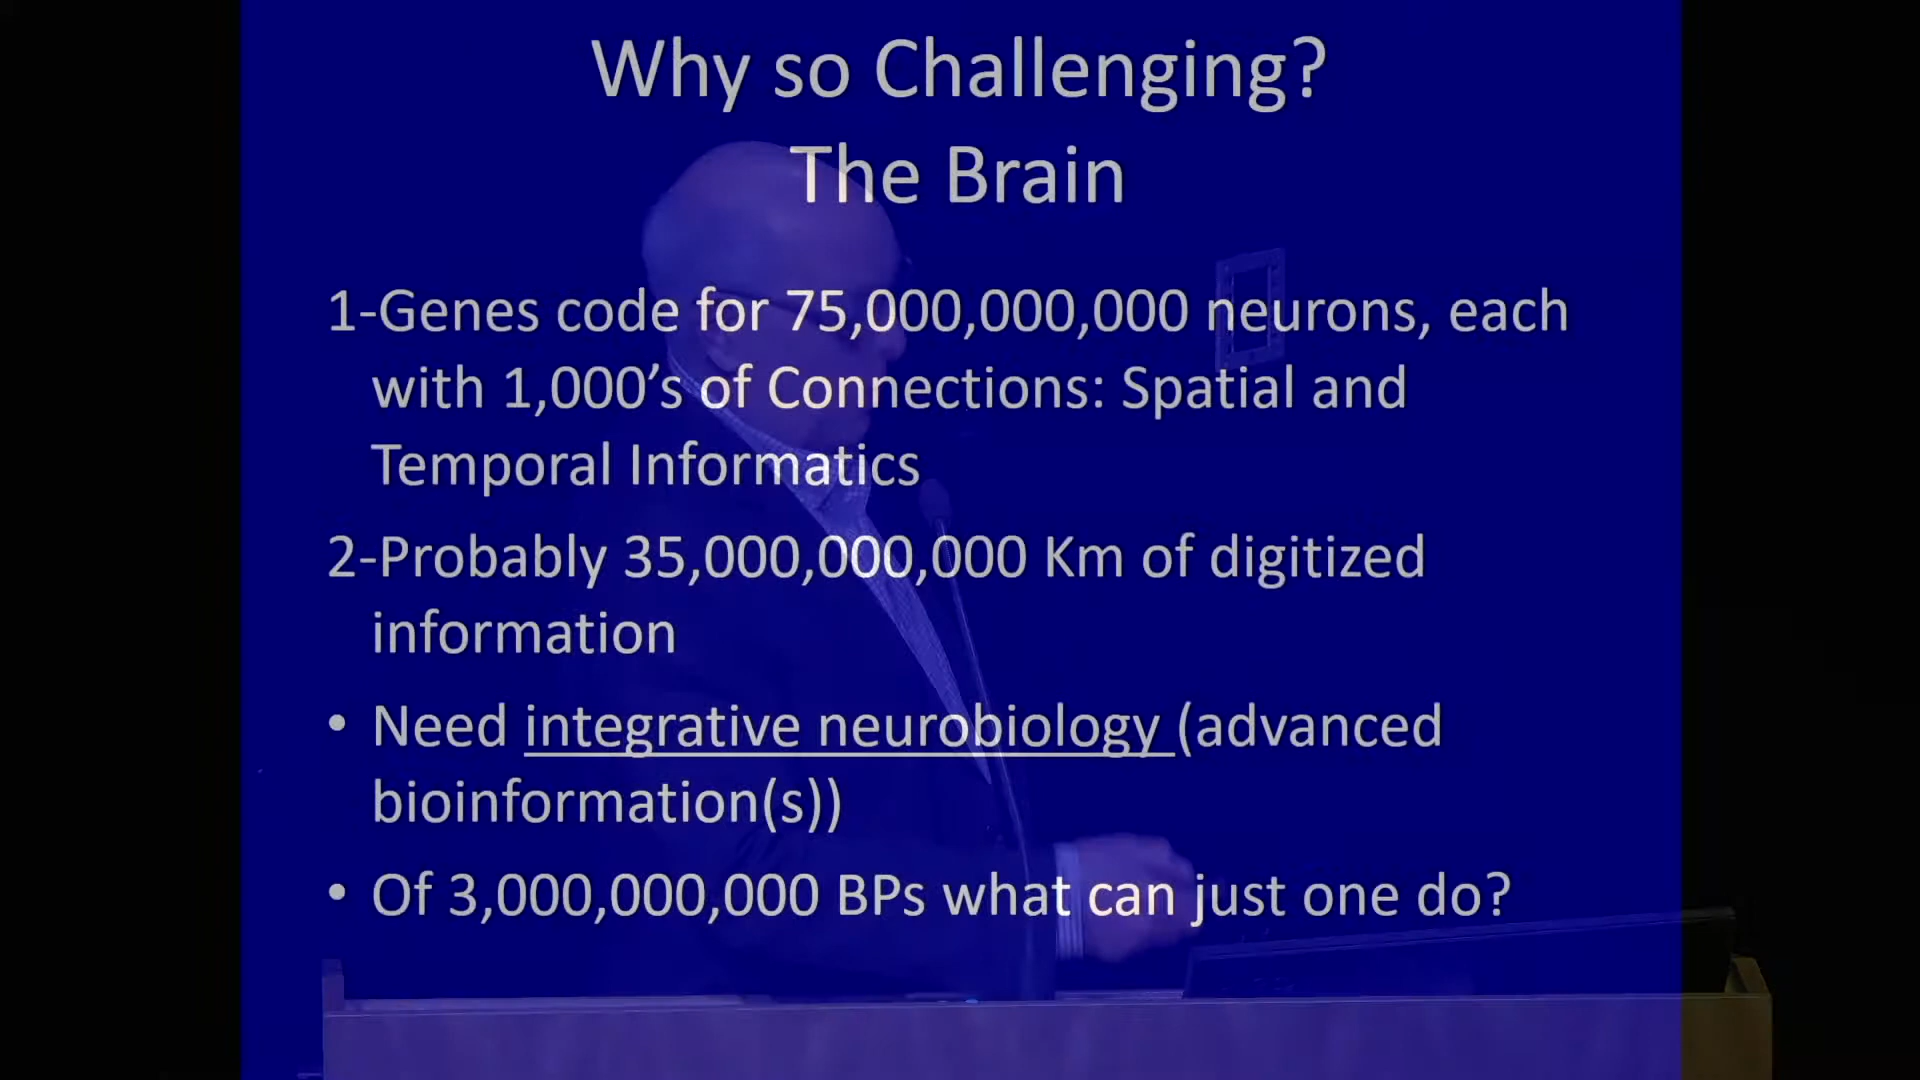 Why so Challenging?
The Brain
1-Genes code for 75,000,000,000 neurons, each
with 1,000’s of Connections: Spatial and
Temporal Informatics
2-Probably 35,000,000,000 Km of digitized
information
• Need integrative neurobiology (advanced
bioinformation(s))
• Of 3,000,000,000 BPs what can just one do?